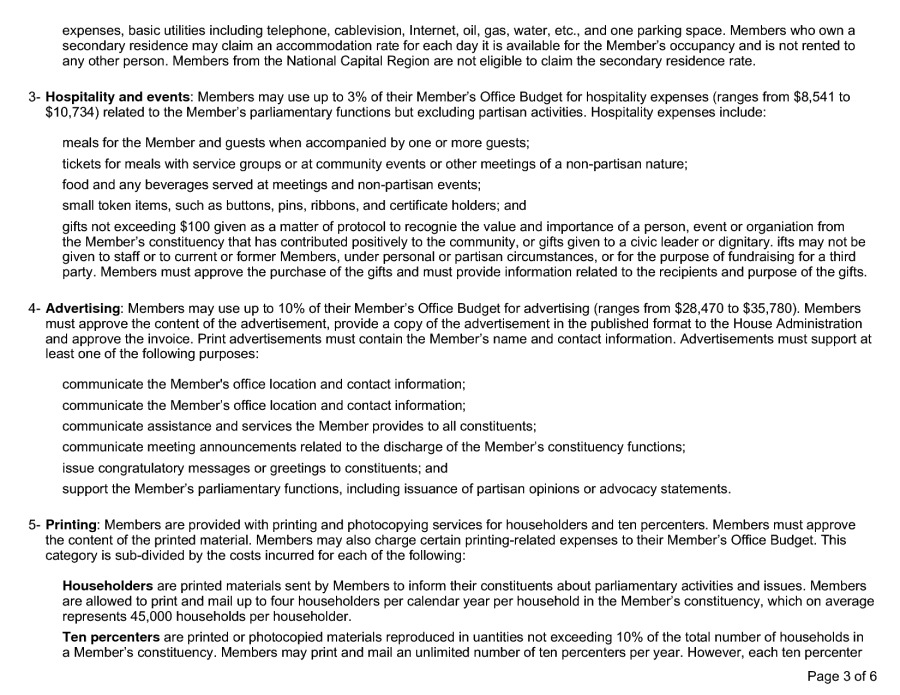 expenses, basic utilities including telephone, cablevision, Internet, oil, gas, water, etc., and one parking space. Members who own a
secondary residence may claim an accommodation rate for each day it is available for the Member's occupancy and is not rented to
any other person. Members from the National Capital Region are not eligible to claim the secondary residence rate.
3- Hospitality and events: Members may use up to 3% of their Member's Office Budget for hospitality expenses (ranges from $8,541 to
$10,734) related to the Member's parliamentary functions but excluding partisan activities. Hospitality expenses include:
meals for the Member and guests when accompanied by one or more guests;
tickets for meals with service groups or at community events or other meetings of a non-partisan nature;
food and any beverages served at meetings and non-partisan events;
small token items, such as buttons, pins, ribbons, and certificate holders; and
gifts not exceeding $100 given as a matter of protocol to recognie the value and importance of a person, event or organiation from
the Member's constituency that has contributed positively to the community, or gifts given to a civic leader or dignitary. ifts may not be
given to staff or to current or former Members, under personal or partisan circumstances, or for the purpose of fundraising for a third
party. Members must approve the purchase of the gifts and must provide information related to the recipients and purpose of the gifts.
4- Advertising: Members may use up to 10% of their Member's Office Budget for advertising (ranges from $28,470 to $35,780). Members
must approve the content of the advertisement, provide a copy of the advertisement in the published format to the House Administration
and approve the invoice. Print advertisements must contain the Member's name and contact information. Advertisements must support at
least one of the following purposes:
communicate the Member's office location and contact information;
communicate the Member's office location and contact information;
communicate assistance and services the Member provides to all constituents;
communicate meeting announcements related to the discharge of the Member's constituency functions;
issue congratulatory messages or greetings to constituents; and
support the Member's parliamentary functions, including issuance of partisan opinions or advocacy statements.
5- Printing: Members are provided with printing and photocopying services for householders and ten percenters. Members must approve
the content of the printed material. Members may also charge certain printing-related expenses to their Member's Office Budget. This
category is sub-divided by the costs incurred for each of the following:
Householders are printed materials sent by Members to inform their constituents about parliamentary activities and issues. Members
are allowed to print and mail up to four householders per calendar year per household in the Member's constituency, which on average
represents 45,000 households per householder.
Ten percenters are printed or photocopied materials reproduced in uantities not exceeding 10% of the total number of households in
a Member's constituency. Members may print and mail an unlimited number of ten percenters per year. However, each ten percenter
Page 3 of 6